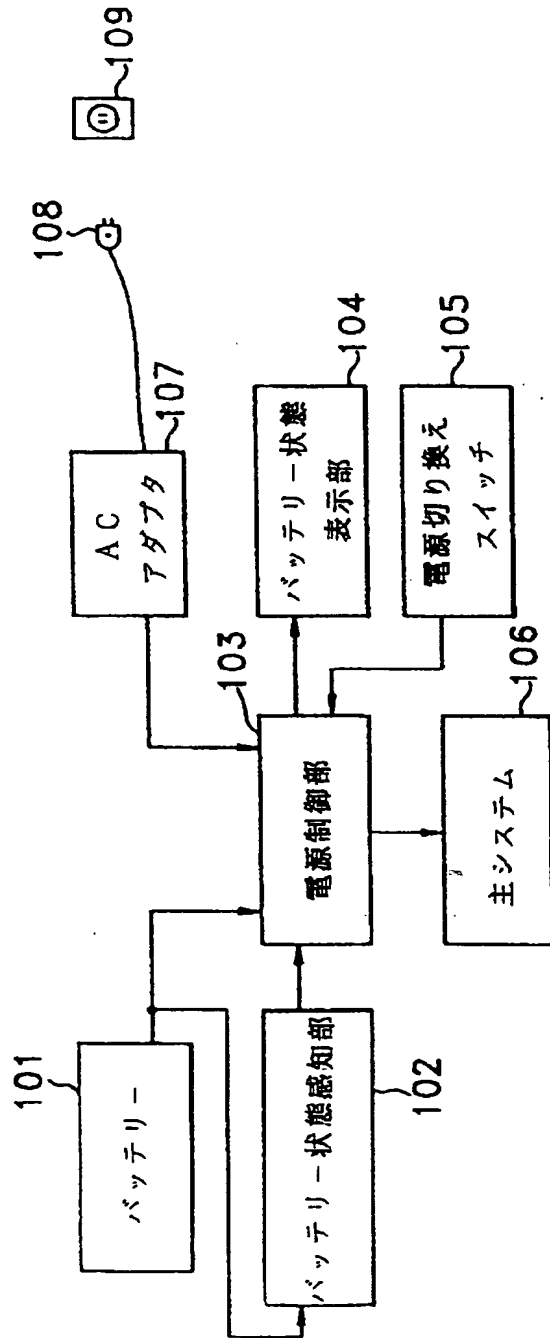 101
バッテリー
バッテリー状態感知部
102
103
電源制御部
主システム
106
AC
アダプタ
107
108
109
バッテリー状態
表示部
104
電源切り換え
スイッチ
105